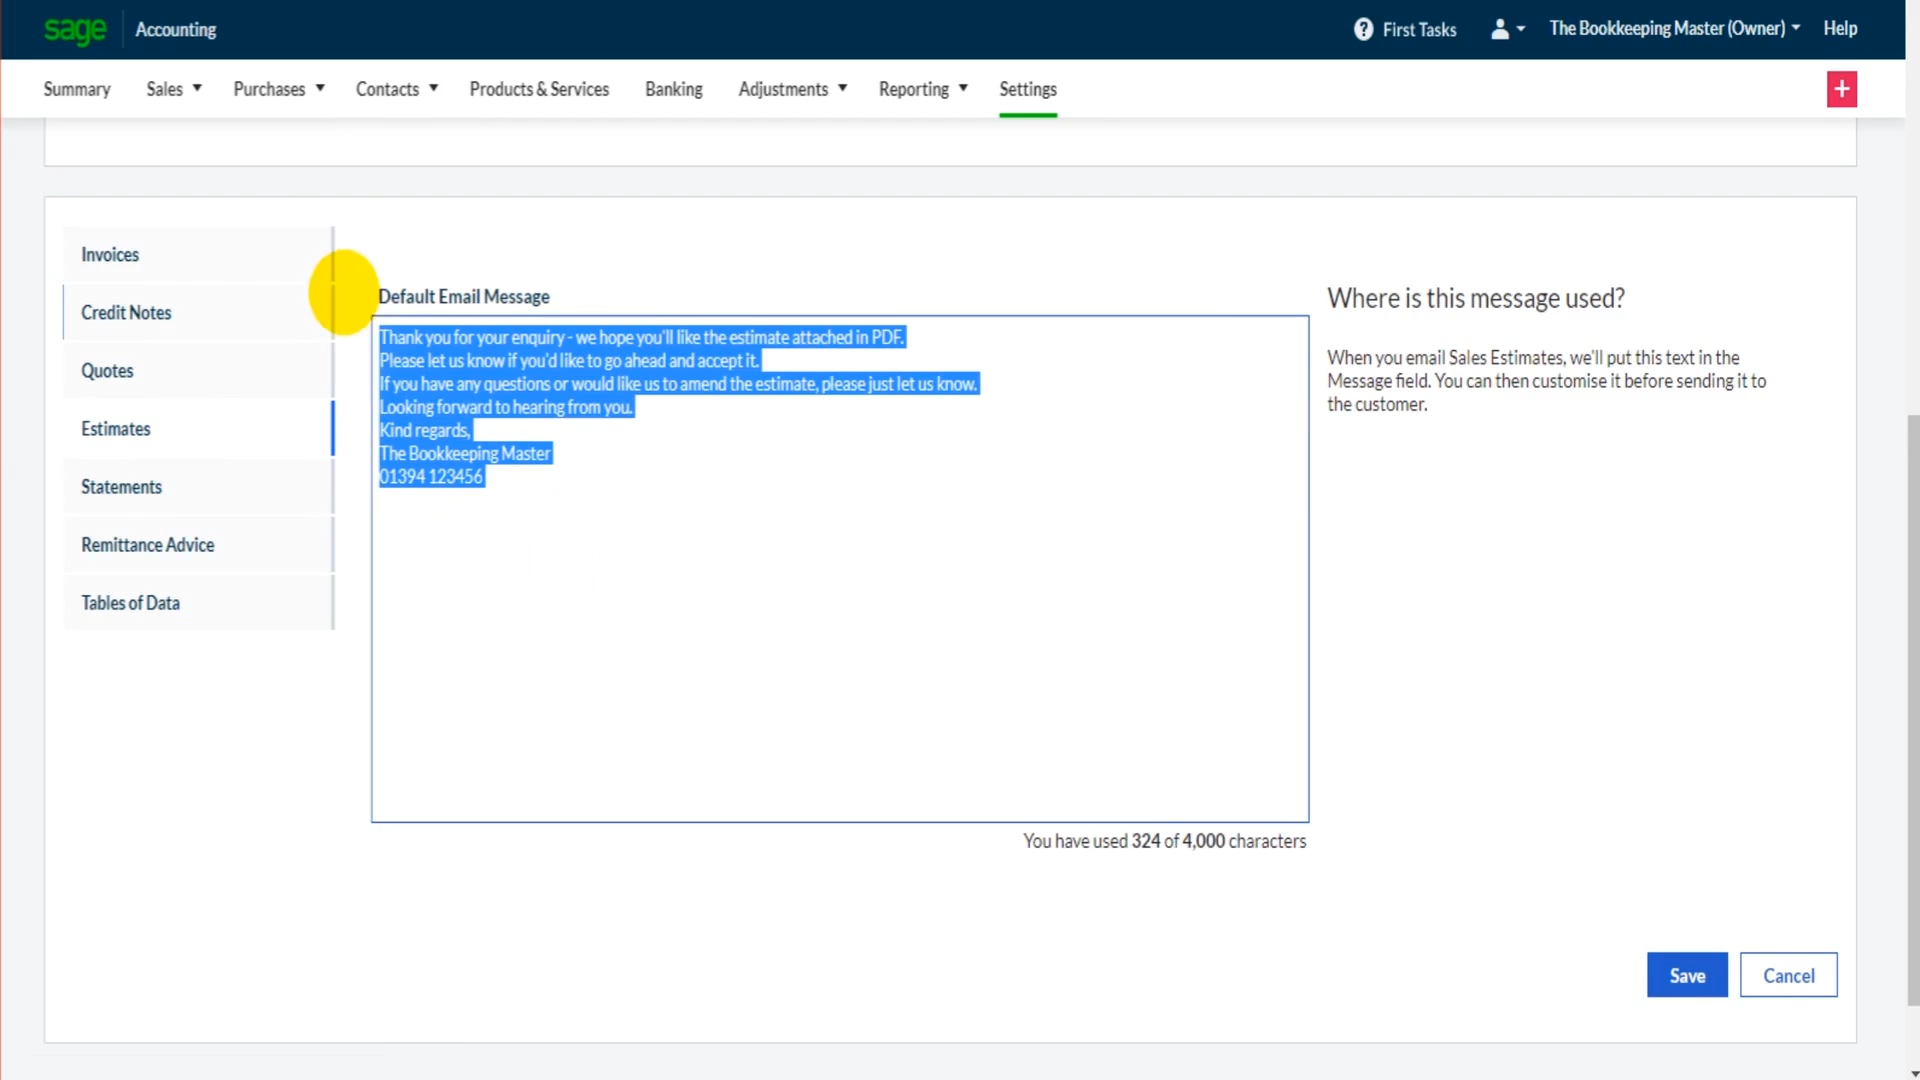 sage Accounting ? First Tasks The Bookkeeping Master (Owner) Help
Summary Sales Purchases Contacts Products & Services Banking Adjustments Reporting Settings +
Invoices
Credit Notes
Quotes
Estimates
Statements
Remittance Advice
Tables of Data
Default Email Message
Thank you for your enquiry - we hope you'll like the estimate attached in PDF.
Please let us know if you'd like to go ahead and accept it.
If you have any questions or would like us to amend the estimate, please just let us know.
Looking forward to hearing from you.
Kind regards,
The Bookkeeping Master
01394 123456
You have used 324 of 4,000 characters
Where is this message used?
When you email Sales Estimates, we'll put this text in the
Message field. You can then customise it before sending it to
the customer.
Save Cancel